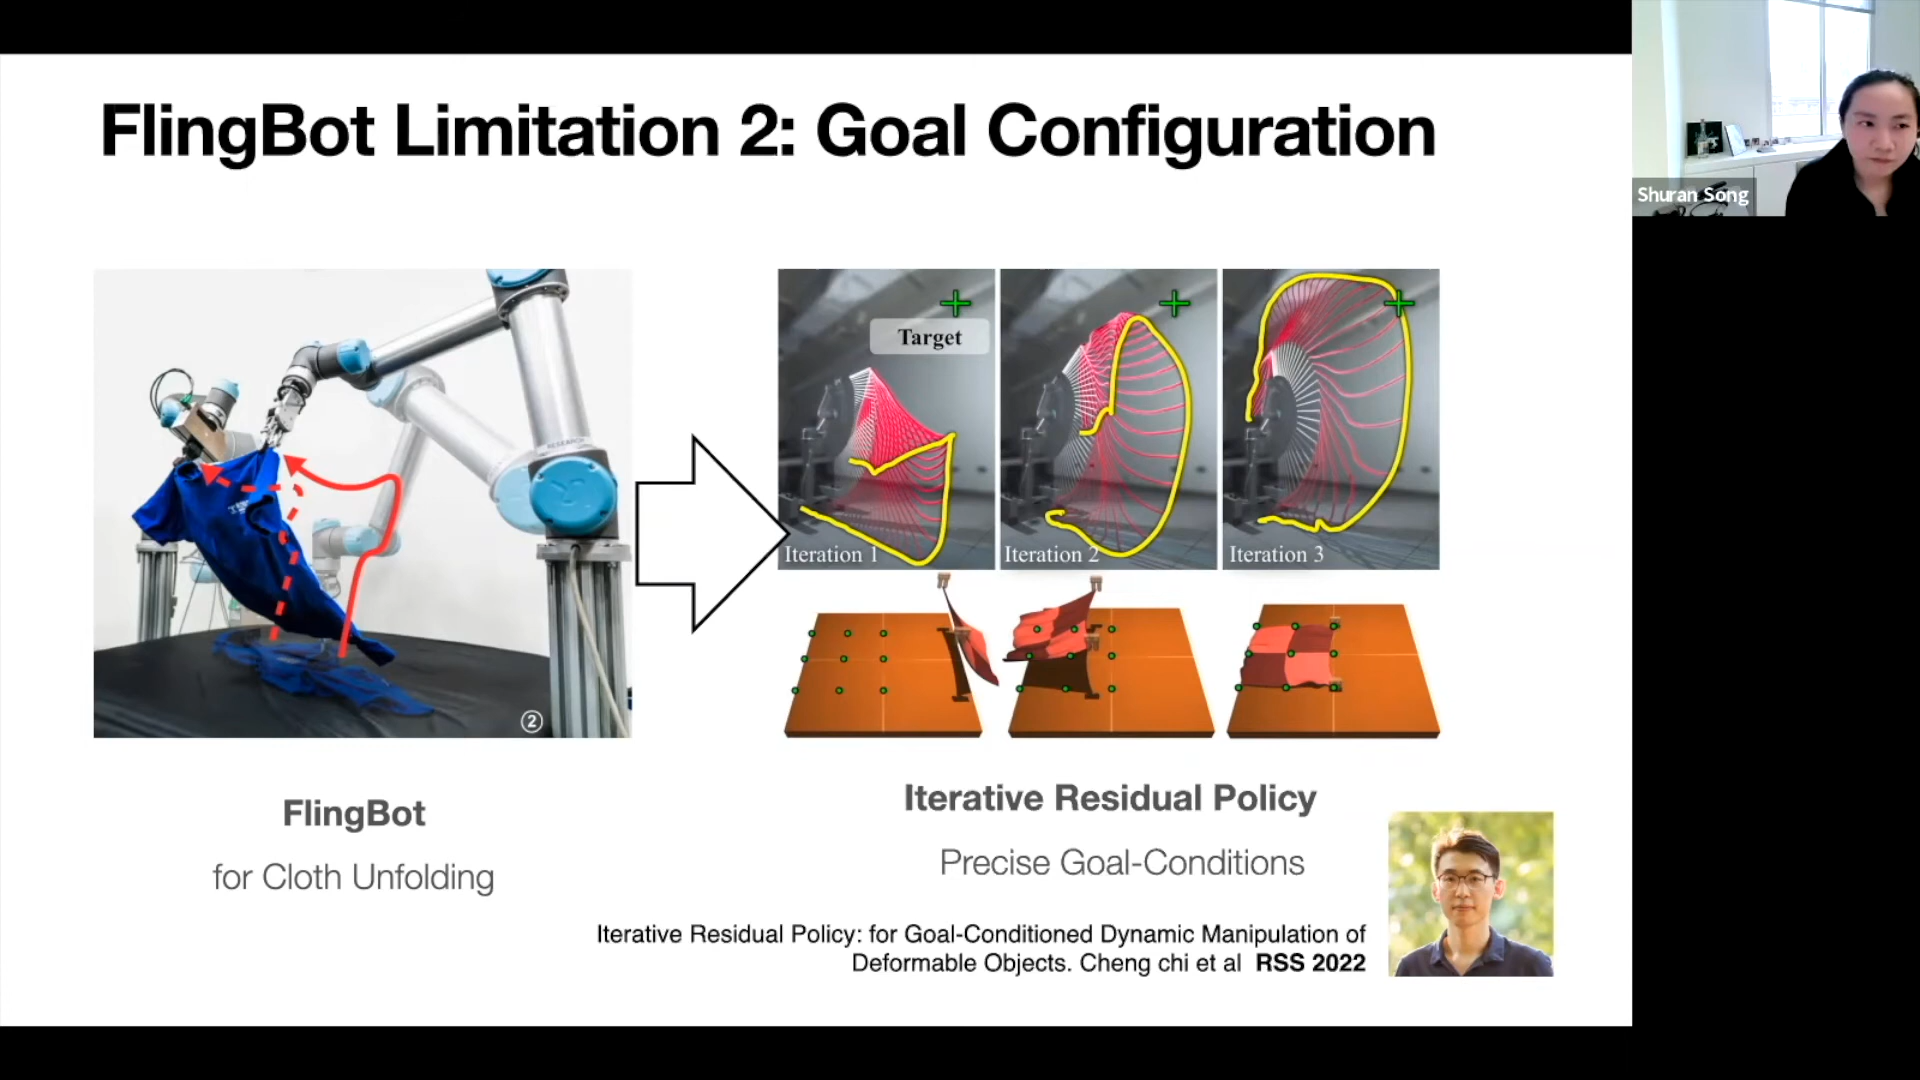 FlingBot Limitation 2: Goal Configuration
Shuran Song
Target
RESEARCH
Iteration 1
Iteration 2
Iteration 3
2
FlingBot
for Cloth Unfolding
Iterative Residual Policy
Precise Goal-Conditions
Iterative Residual Policy: for Goal-Conditioned Dynamic Manipulation of
Deformable Objects. Cheng chi et al RSS 2022